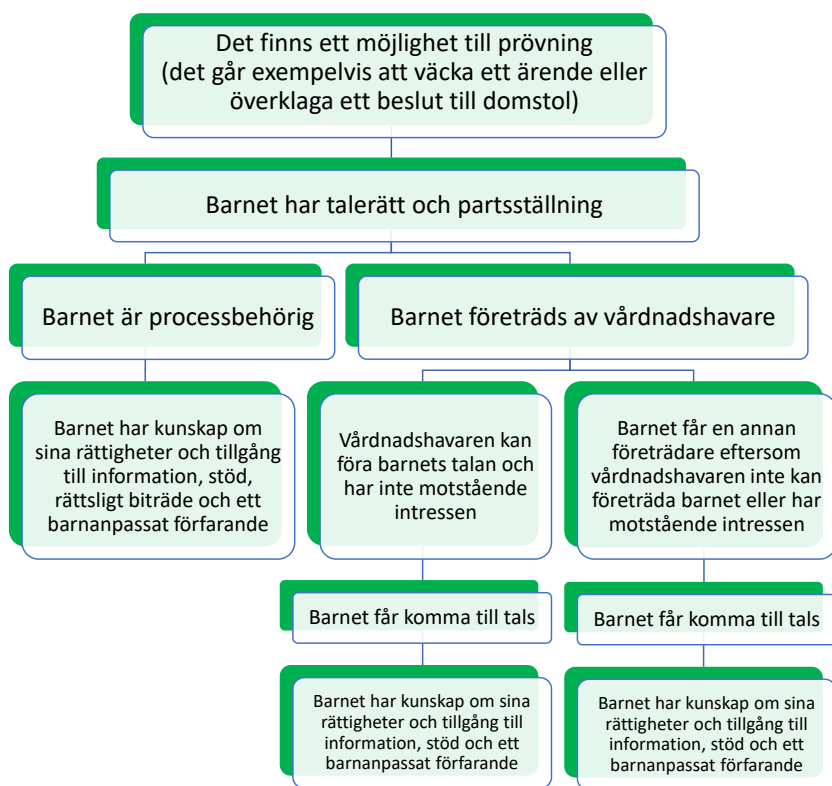 Det finns ett möjlighet till prövning
(det går exempelvis att väcka ett ärende eller
överklaga ett beslut till domstol)
Barnet har talerätt och partsställning
Barnet är processbehörig
Barnet företräds av vårdnadshavare
Barnet har kunskap om
sina rättigheter och tillgång
till information, stöd,
rättsligt biträde och ett
barnanpassat förfarande
Vårdnadshavaren kan
föra barnets talan och
har inte motstående
intressen
Barnet får en annan
företrädare eftersom
vårdnadshavaren inte kan
företräda barnet eller har
motstående intressen
Barnet får komma till tals
Barnet får komma till tals
Barnet har kunskap om sina
rättigheter och tillgång till
information, stöd och ett
barnanpassat förfarande
Barnet har kunskap om sina
rättigheter och tillgång till
information, stöd och ett
barnanpassat förfarande